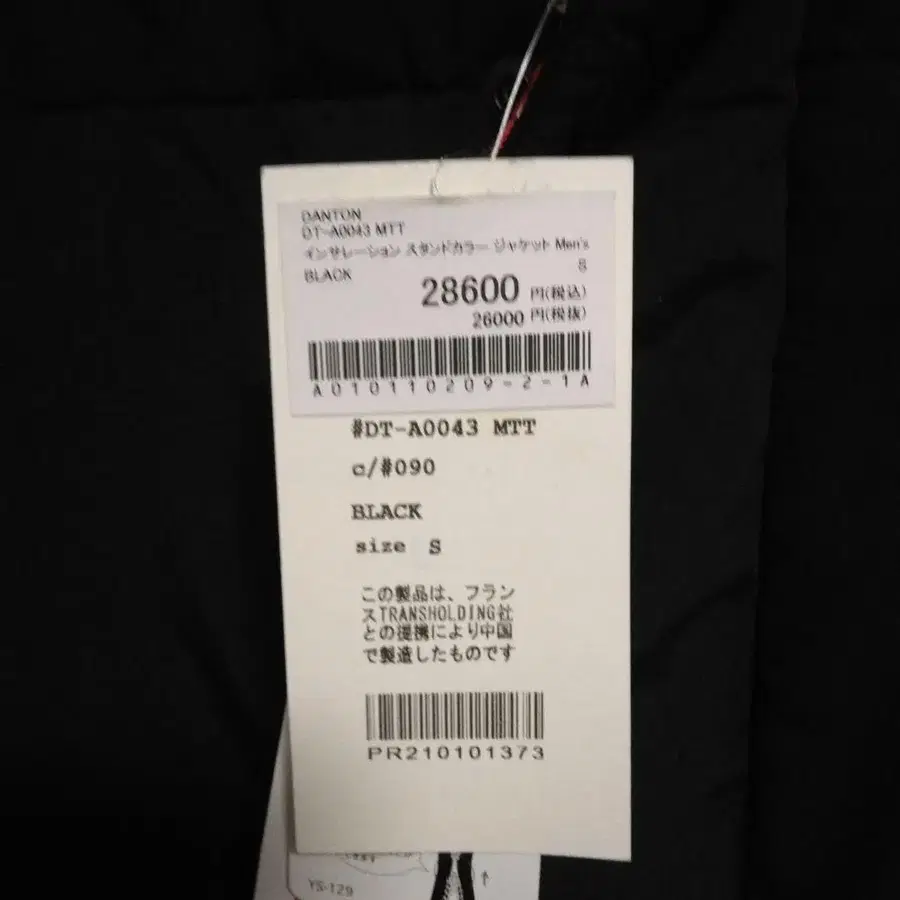 DANTON
DT-A0043 MTT
インサレーション スタンドカラー ジャケット Men's
S
BLACK
28600 円(税込)
26000 円(税抜)
A010110209-2-1A
#DT-A0043 MTT
c/#090
BLACK
size S
この製品は、フラン
スTRANSHOLDING社
との提携により中国
で製造したものです
PR210101373
YS-129